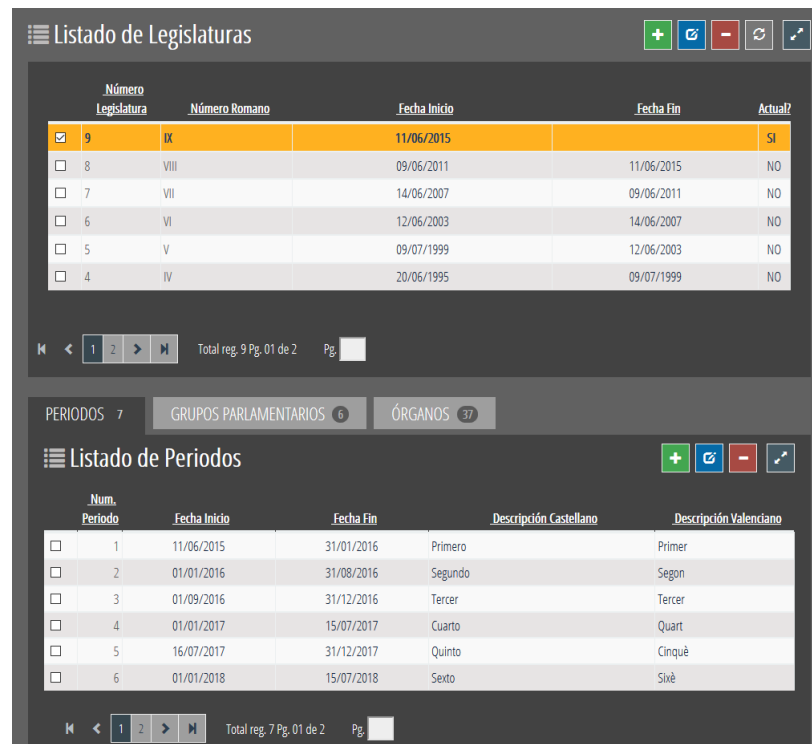 Listado de Legislaturas
Número
Legislatura Número Romano Fecha Inicio Fecha Fin Actual?
9 IX 11/06/2015 SI
8 VIII 09/06/2011 11/06/2015 NO
7 VII 14/06/2007 09/06/2011 NO
6 VI 12/06/2003 14/06/2007 NO
5 V 09/07/1999 12/06/2003 NO
4 IV 20/06/1995 09/07/1999 NO
1 2 Total reg. 9 Pg. 01 de 2 Pg.
PERIODOS 7 GRUPOS PARLAMENTARIOS 6 ÓRGANOS 37
Listado de Periodos
Num.
Periodo Fecha Inicio Fecha Fin Descripción Castellano Descripción Valenciano
1 11/06/2015 31/01/2016 Primero Primer
2 01/01/2016 31/08/2016 Segundo Segon
3 01/09/2016 31/12/2016 Tercer Tercer
4 01/01/2017 15/07/2017 Cuarto Quart
5 16/07/2017 31/12/2017 Quinto Cinquè
6 01/01/2018 15/07/2018 Sexto Sixè
1 2 Total reg. 7 Pg. 01 de 2 Pg.